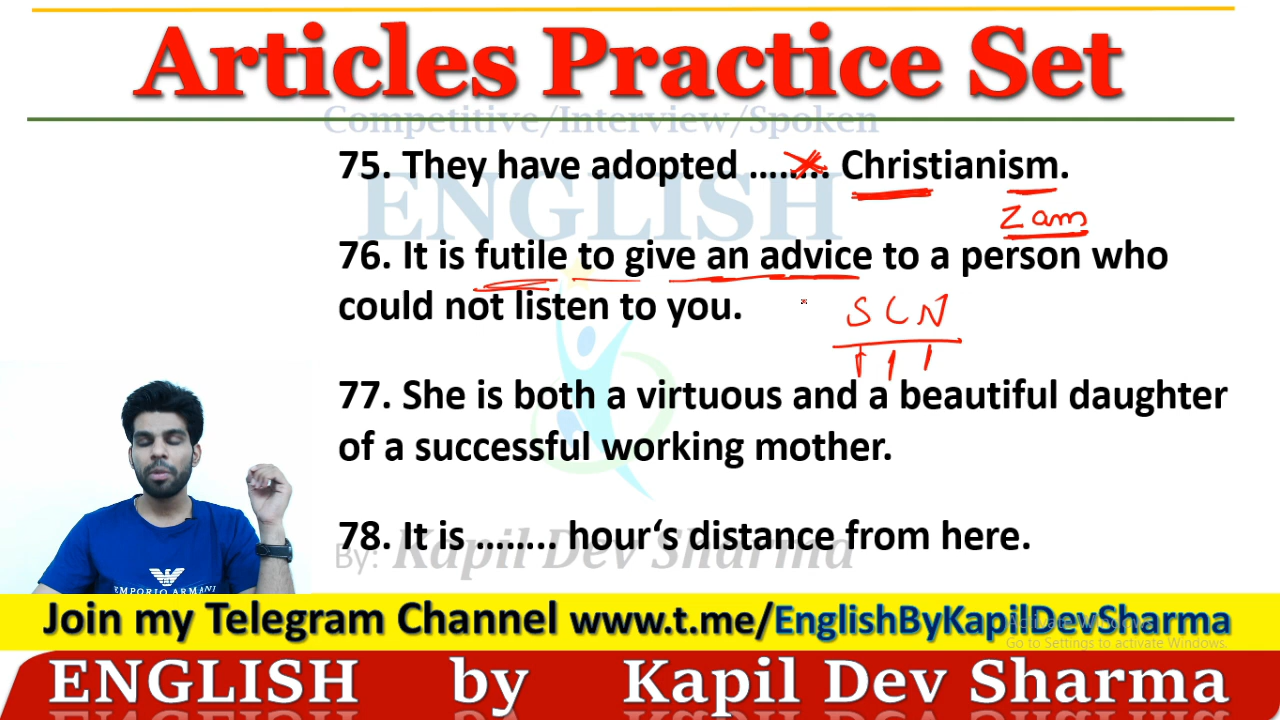 Articles Practice Set
Competitive/Interview/Spoken
ENGLISH
75. They have adopted ........ Christianism.
Zam
76. It is futile to give an advice to a person who
could not listen to you.
S C N
77. She is both a virtuous and a beautiful daughter
of a successful working mother.
78. It is ........ hour‘s distance from here.
By: Kapil Dev Sharma
EMPORIO ARMANI
Join my Telegram Channel www.t.me/EnglishByKapilDevSharma
Activate Windows
Go to Settings to activate Windows.
ENGLISH by Kapil Dev Sharma